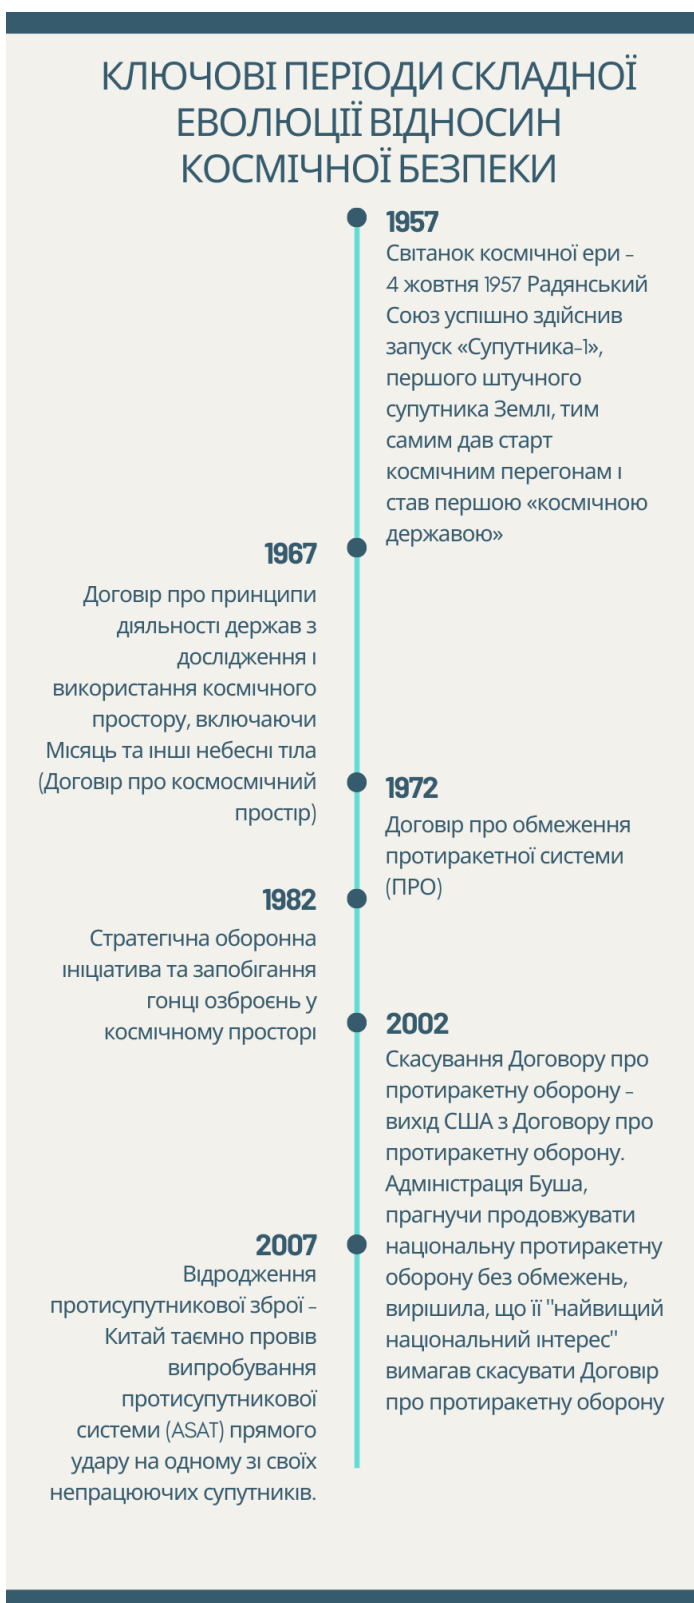 КЛЮЧОВІ ПЕРІОДИ СКЛАДНОЇ
ЕВОЛЮЦІЇ ВІДНОСИН
КОСМІЧНОЇ БЕЗПЕКИ
1957
Світанок космічної ери –
4 жовтня 1957 Радянський
Союз успішно здійснив
запуск «Супутника-1»,
першого штучного
супутника Землі, тим
самим дав старт
космічним перегонам і
став першою «космічною
державою»
1967
Договір про принципи
діяльності держав з
дослідження і
використання космічного
простору, включаючи
Місяць та інші небесні тіла
(Договір про космосмічний
простір)
1972
Договір про обмеження
протиракетної системи
(ПРО)
1982
Стратегічна оборонна
ініціатива та запобігання
гонці озброєнь у
космічному просторі
2002
Скасування Договору про
протиракетну оборону –
вихід США з Договору про
протиракетну оборону.
Адміністрація Буша,
прагнучи продовжувати
національну протиракетну
оборону без обмежень,
вирішила, що її "найвищий
національний інтерес"
вимагав скасувати Договір
про протиракетну оборону
2007
Відродження
протисупутникової зброї –
Китай таємно провів
випробування
протисупутникової
системи (ASAT) прямого
удару на одному зі своїх
непрацюючих супутників.